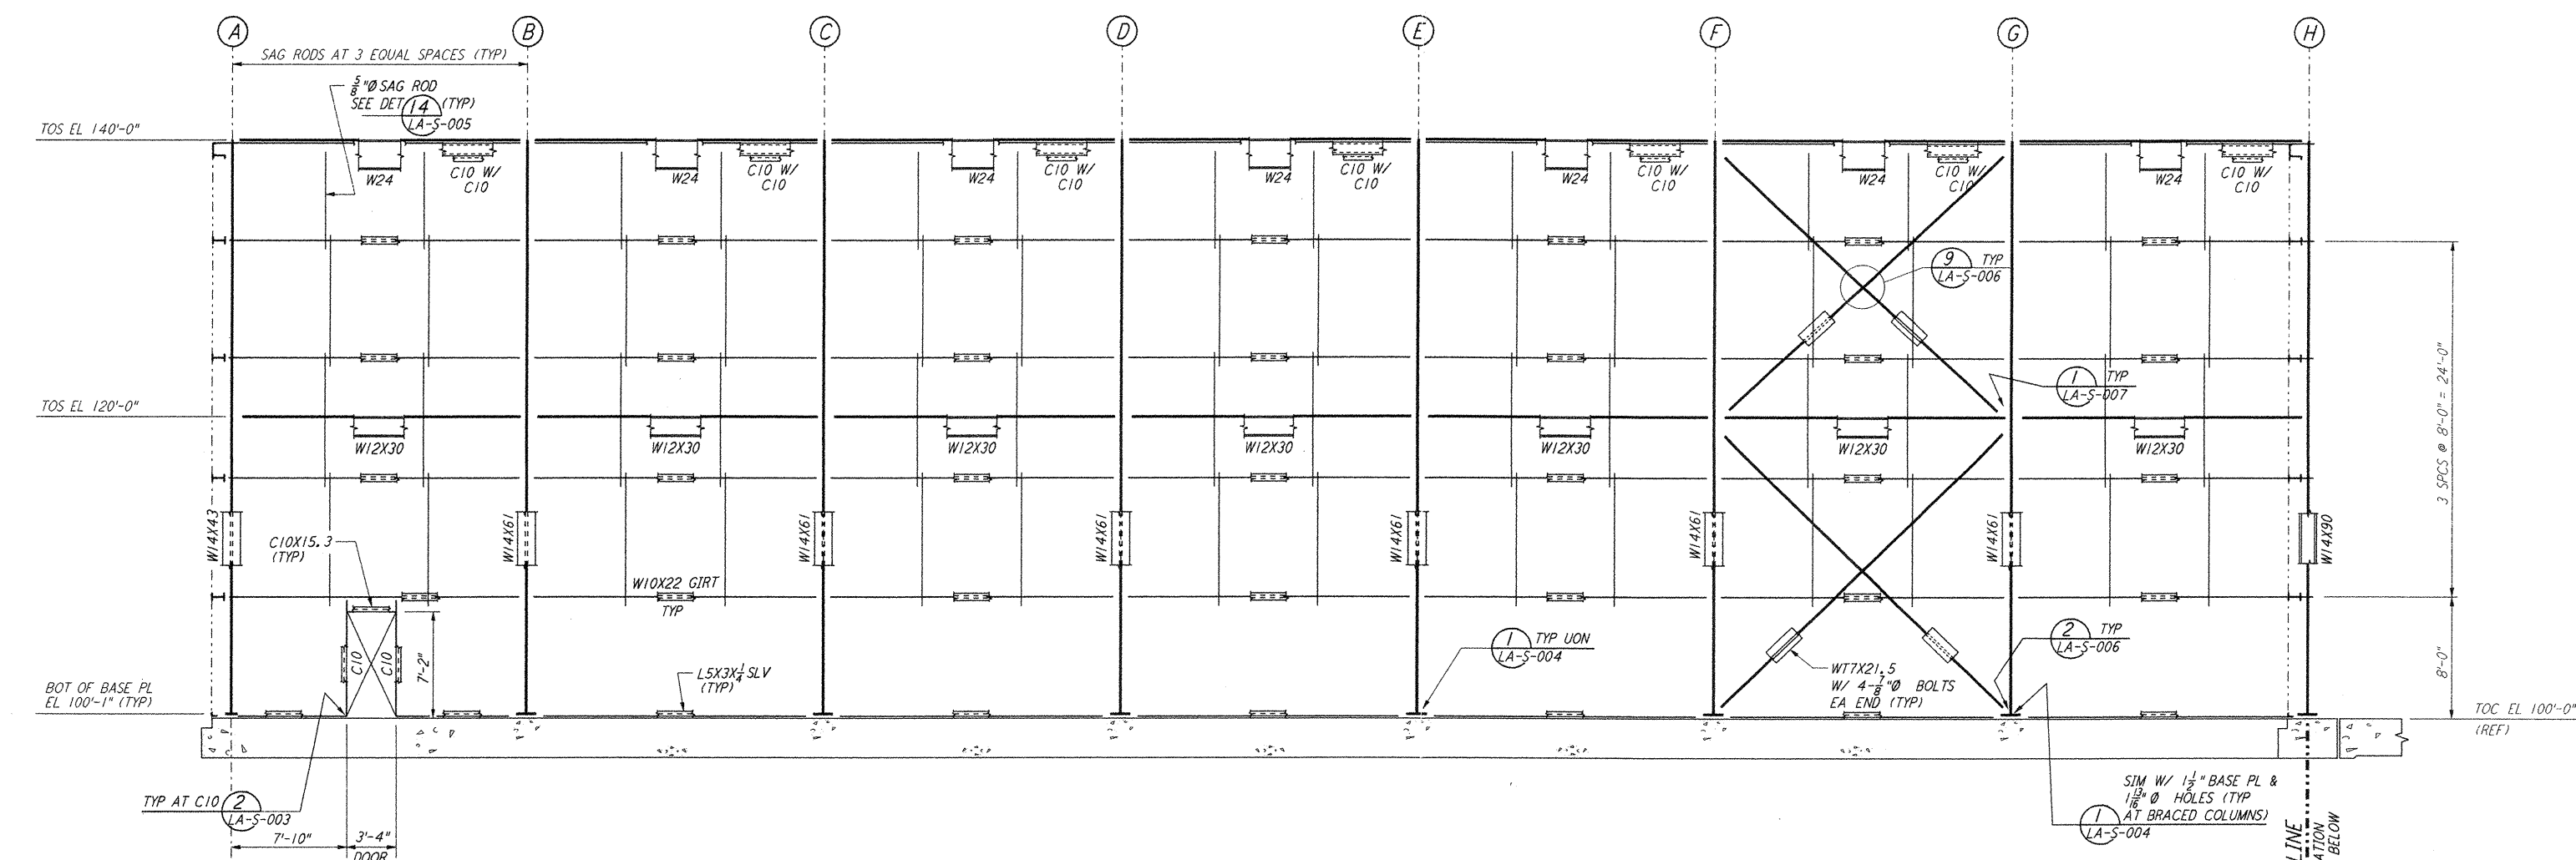 A B C D E F G H
SAG RODS AT 3 EQUAL SPACES (TYP)
5/8"Ø SAG ROD
SEE DET 14 (TYP)
LA-S-005
TOS EL 140'-0"
W24 W24 W24 W24 W24 W24 W24
C10 W/ C10 W/ C10 W/ C10 W/ C10 W/ C10 W/ C10 W/
C10 C10 C10 C10 C10 C10 C10
9 TYP
LA-S-006
1 TYP
LA-S-007
3 SPCS @ 8'-0" = 24'-0"
TOS EL 120'-0"
W12X30 W12X30 W12X30 W12X30 W12X30 W12X30 W12X30
W14X43 W14X61 W14X61 W14X61 W14X61 W14X61 W14X61 W14X90
C10X15.3
(TYP)
W10X22 GIRT
TYP
C10 C10
7'-2"
L5X3X1/4 SLV
(TYP)
1 TYP UON
LA-S-004
2 TYP
LA-S-006
WT7X21.5
W/ 4-7/8"Ø BOLTS
EA END (TYP)
8'-0"
BOT OF BASE PL
EL 100'-1" (TYP)
TOC EL 100'-0"
(REF)
TYP AT C10 2
LA-S-003
7'-10" 3'-4"
DOOR
SIM W/ 1 1/2" BASE PL &
1 13/16" Ø HOLES (TYP
AT BRACED COLUMNS)
1
LA-S-004
LINE
ATION
BELOW